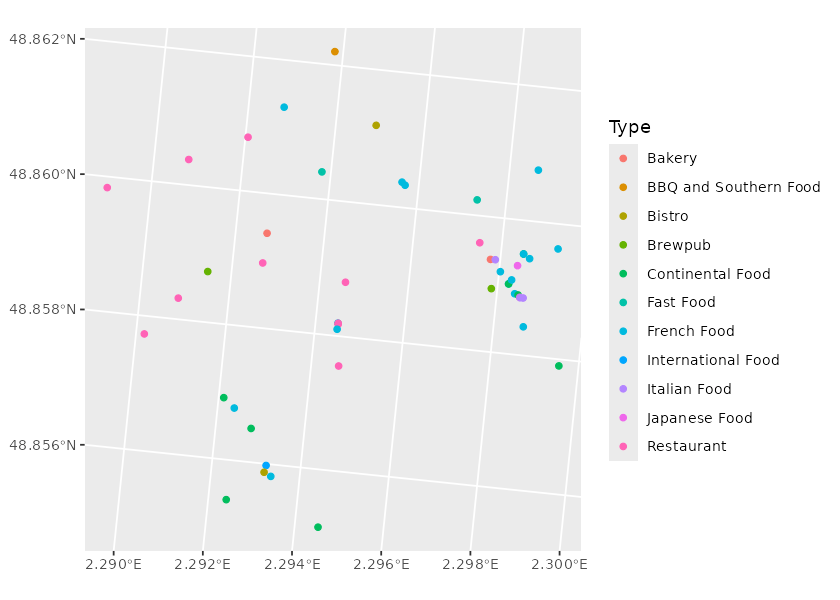 48.862°N
48.860°N
48.858°N
48.856°N
2.290°E 2.292°E 2.294°E 2.296°E 2.298°E 2.300°E
Type
Bakery
BBQ and Southern Food
Bistro
Brewpub
Continental Food
Fast Food
French Food
International Food
Italian Food
Japanese Food
Restaurant